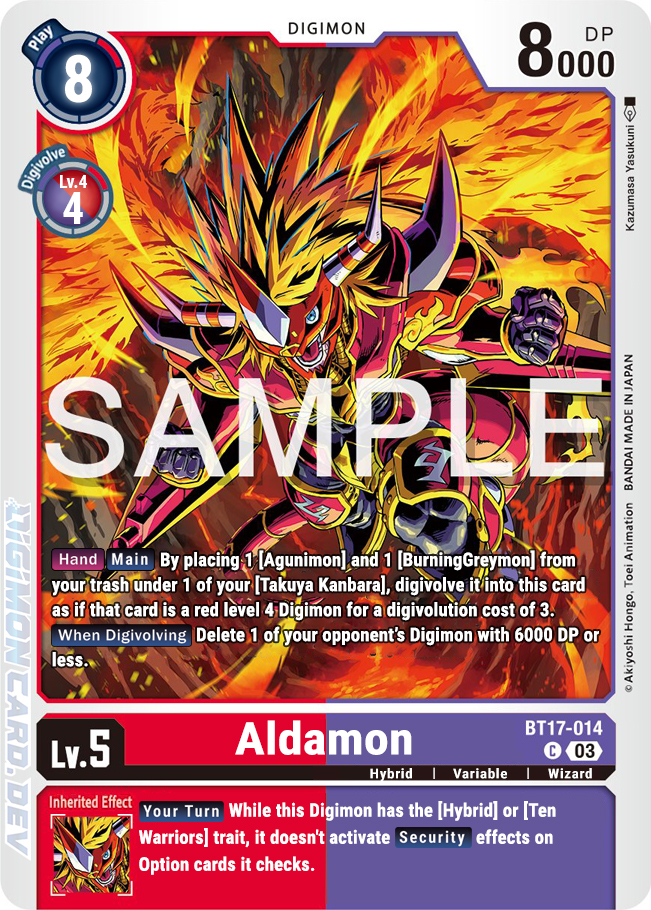 DIGIMON
Play
8
DP
8000
Digivolve
Lv.4
4
Kazumasa Yasukuni
SAMPLE
© Akiyoshi Hongo, Toei Animation BANDAI MADE IN JAPAN
DIGIMONCARD.DEV
Hand Main By placing 1 [Agunimon] and 1 [BurningGreymon] from
your trash under 1 of your [Takuya Kanbara], digivolve it into this card
as if that card is a red level 4 Digimon for a digivolution cost of 3.
When Digivolving Delete 1 of your opponent's Digimon with 6000 DP or
less.
Lv.5
Aldamon
BT17-014
C 03
Hybrid | Variable | Wizard
Inherited Effect
Your Turn While this Digimon has the [Hybrid] or [Ten
Warriors] trait, it doesn't activate Security effects on
Option cards it checks.